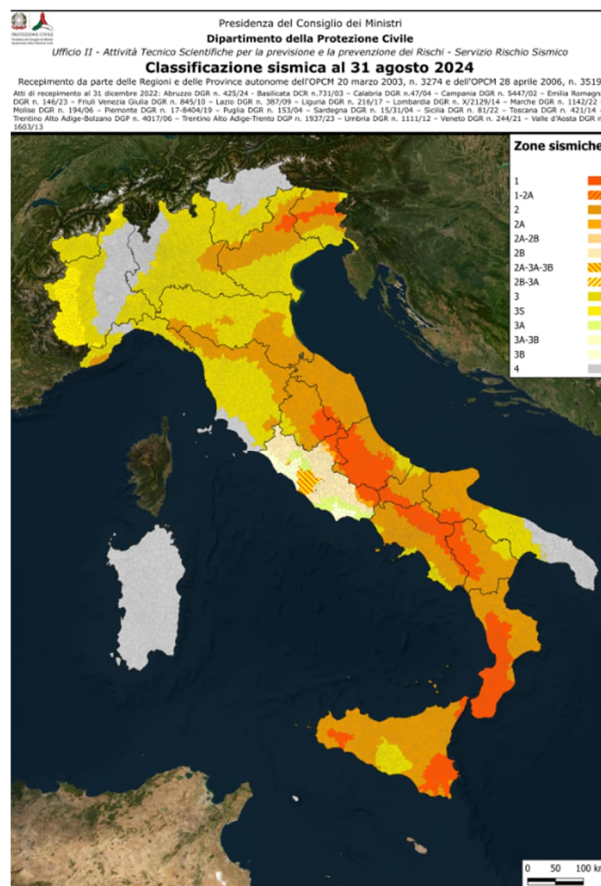 Presidenza del Consiglio dei Ministri
Dipartimento della Protezione Civile
Ufficio II - Attività Tecnico Scientifiche per la previsione e la prevenzione dei Rischi - Servizio Rischio Sismico
Classificazione sismica al 31 agosto 2024
Recepimento da parte delle Regioni e delle Province autonome dell'OPCM 20 marzo 2003, n. 3274 e dell'OPCM 28 aprile 2006, n. 3519
Atti di recepimento al 31 dicembre 2022: Abruzzo DGR n. 425/24 - Basilicata DCR n.731/03 - Calabria DGR n.47/04 - Campania DGR n. 5447/02 - Emilia Romagna
DGR n. 146/23 - Friuli Venezia Giulia DGR n. 845/10 - Lazio DGR n. 387/09 - Liguria DGR n. 216/17 - Lombardia DGR n. X/2129/14 - Marche DGR n. 1142/22 -
Molise DGR n. 194/06 - Piemonte DGR n. 17-8404/19 - Puglia DGR n. 153/04 - Sardegna DGR n. 15/31/04 - Sicilia DGR n. 81/22 - Toscana DGR n. 421/14 -
Trentino Alto Adige-Bolzano DGP n. 4017/06 - Trentino Alto Adige-Trento DGP n. 1937/23 - Umbria DGR n. 1111/12 - Veneto DGR n. 244/21 - Valle d'Aosta DGR n.
1603/13
Zone sismiche
1
1-2A
2
2A
2A-2B
2B
2A-3A-3B
2B-3A
3
3S
3A
3A-3B
3B
4
0 50 100 km